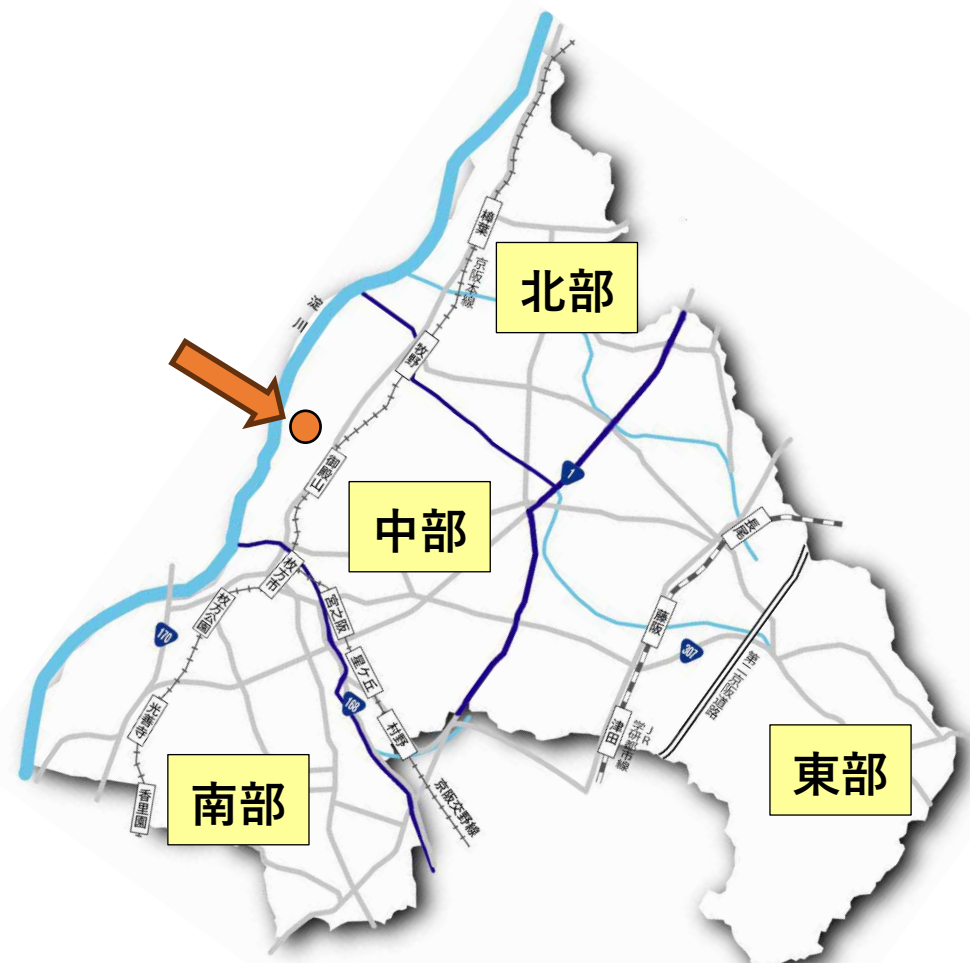 樟葉
京阪本線
北部
淀川
牧野
御殿山
1
中部
長尾
枚方市
宮之阪
枚方公園
藤阪
170
星ケ丘
307
第二京阪道路
168
光善寺
村野
津田
JR学研都市線
東部
香里園
南部
京阪交野線